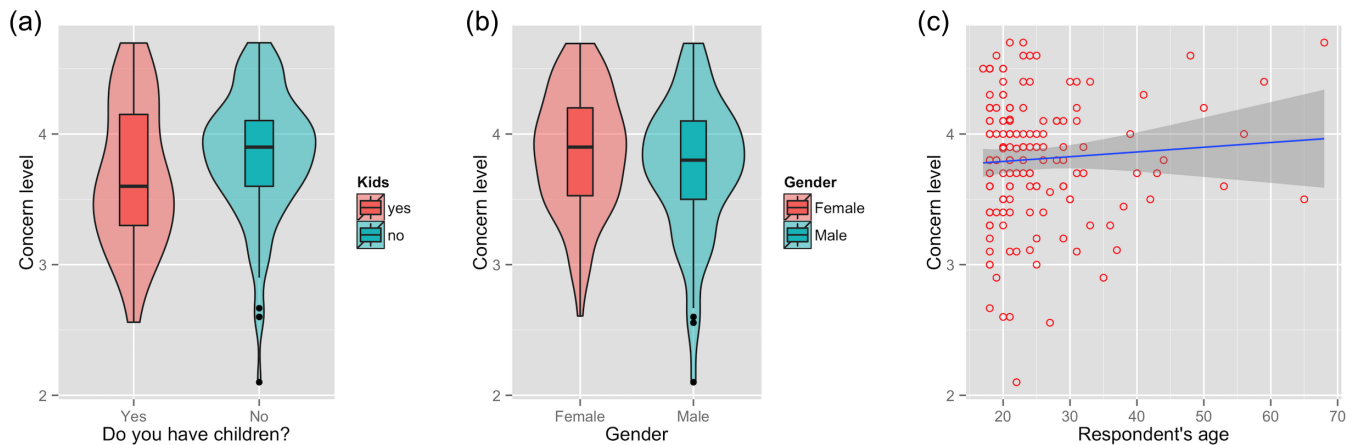 (a)
Concern level
4
3
2
Yes
No
Do you have children?
Kids
yes
no
(b)
Concern level
4
3
2
Female
Male
Gender
Gender
Female
Male
(c)
Concern level
4
3
2
20
30
40
50
60
70
Respondent's age